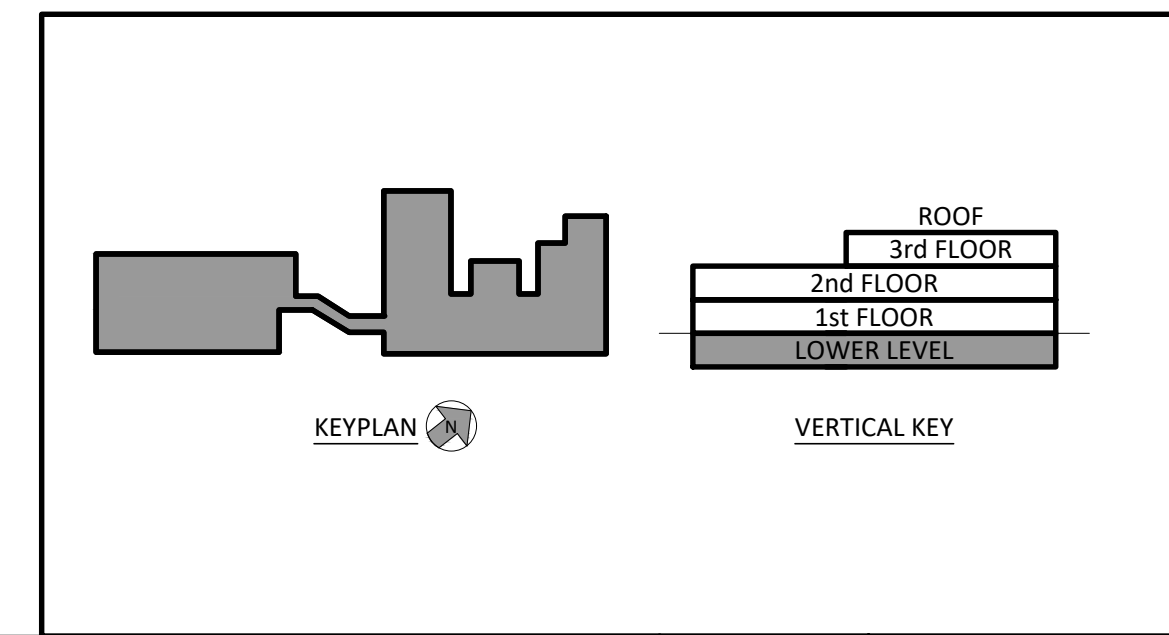 ROOF
3rd FLOOR
2nd FLOOR
1st FLOOR
LOWER LEVEL
KEYPLAN
N
VERTICAL KEY